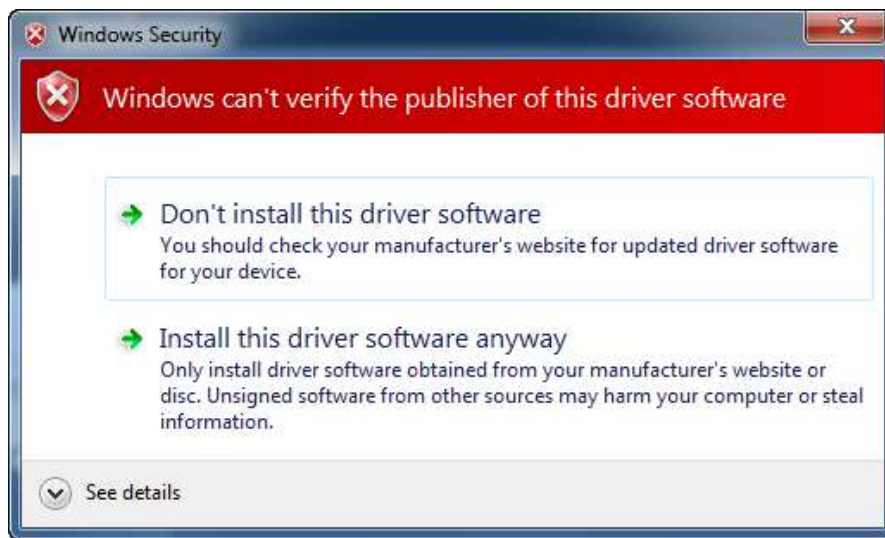 Windows Security
Windows can't verify the publisher of this driver software
Don't install this driver software
You should check your manufacturer's website for updated driver software
for your device.
Install this driver software anyway
Only install driver software obtained from your manufacturer's website or
disc. Unsigned software from other sources may harm your computer or steal
information.
See details